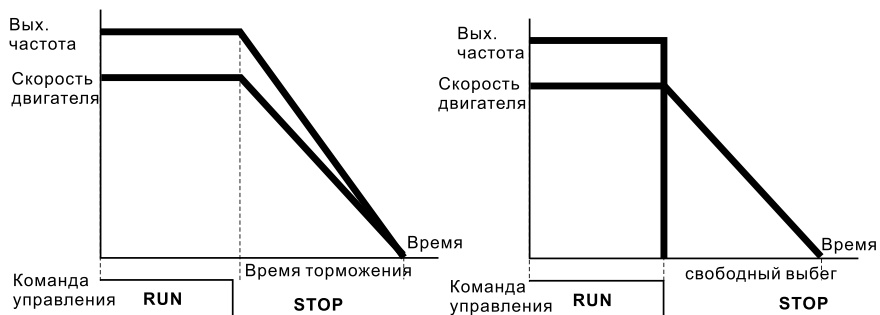 Вых.
частота
Скорость
двигателя
Время
Время торможения
Команда
управления
RUN
STOP
Вых.
частота
Скорость
двигателя
Время
свободный выбег
Команда
управления
RUN
STOP